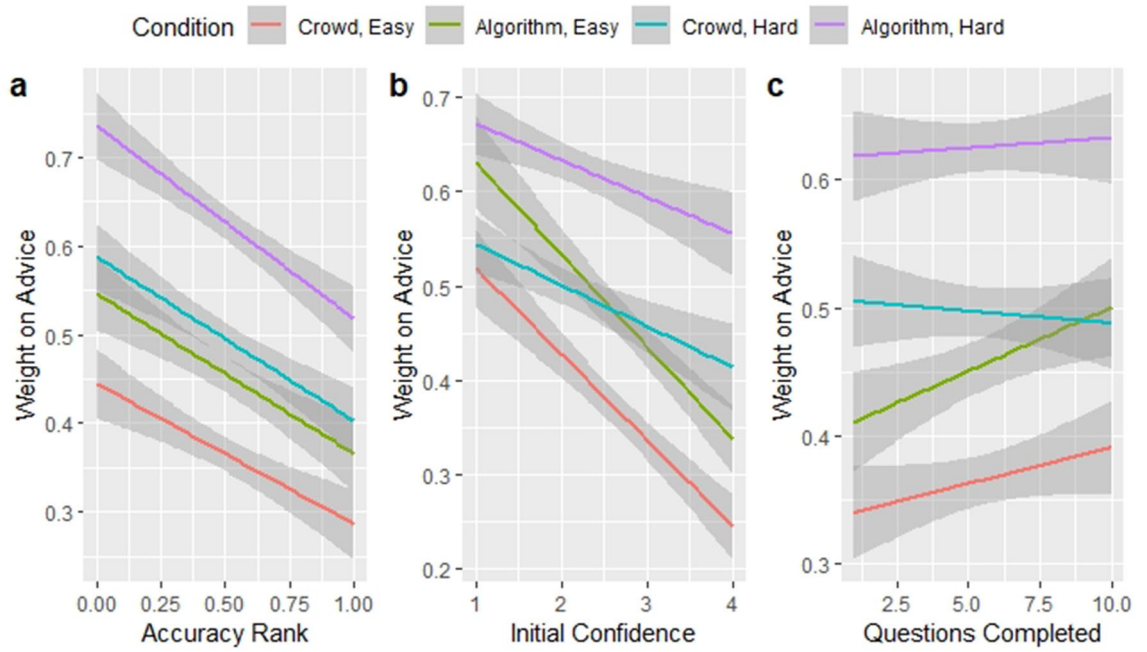 Condition Crowd, Easy Algorithm, Easy Crowd, Hard Algorithm, Hard
a
Weight on Advice
0.7
0.6
0.5
0.4
0.3
0.00 0.25 0.50 0.75 1.00
Accuracy Rank
b
Weight on Advice
0.7
0.6
0.5
0.4
0.3
0.2
1 2 3 4
Initial Confidence
c
Weight on Advice
0.6
0.5
0.4
0.3
2.5 5.0 7.5 10.0
Questions Completed